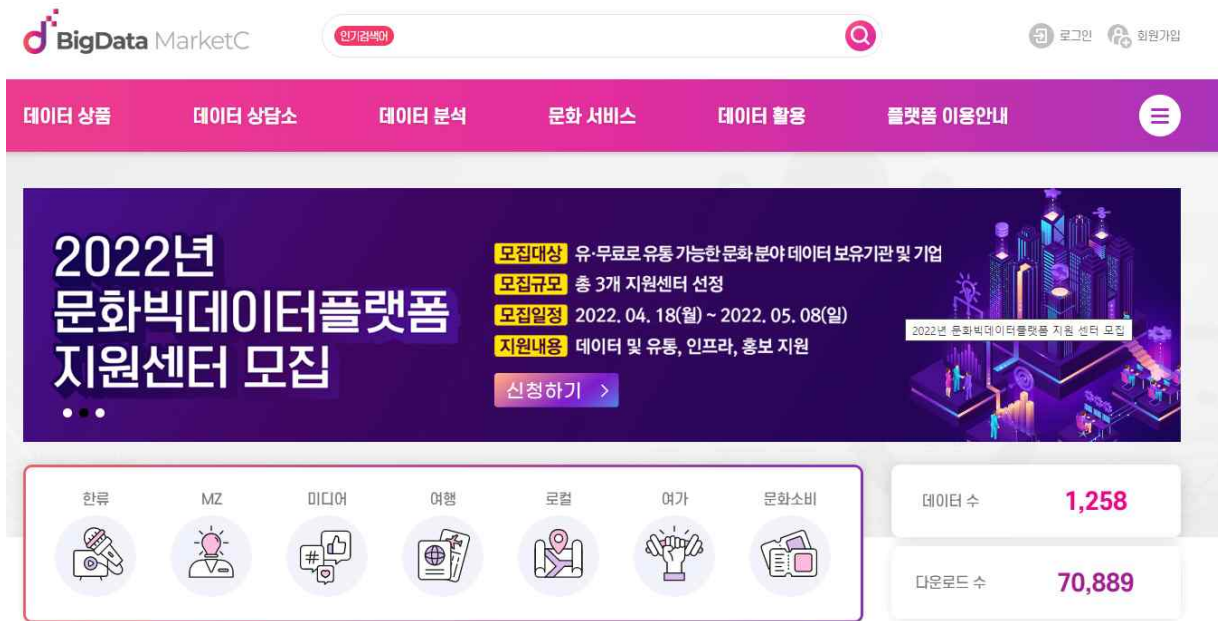 BigData MarketC
인기검색어
로그인
회원가입
데이터 상품
데이터 상담소
데이터 분석
문화 서비스
데이터 활용
플랫폼 이용안내
2022년
문화빅데이터플랫폼
지원센터 모집
모집대상 유·무료로 유통 가능한 문화 분야 데이터 보유기관 및 기업
모집규모 총 3개 지원센터 선정
모집일정 2022. 04. 18(월) ~ 2022. 05. 08(일)
지원내용 데이터 및 유통, 인프라, 홍보 지원
신청하기 >
2022년 문화빅데이터플랫폼 지원 센터 모집
한류
MZ
미디어
여행
로컬
여가
문화소비
데이터 수 1,258
다운로드 수 70,889